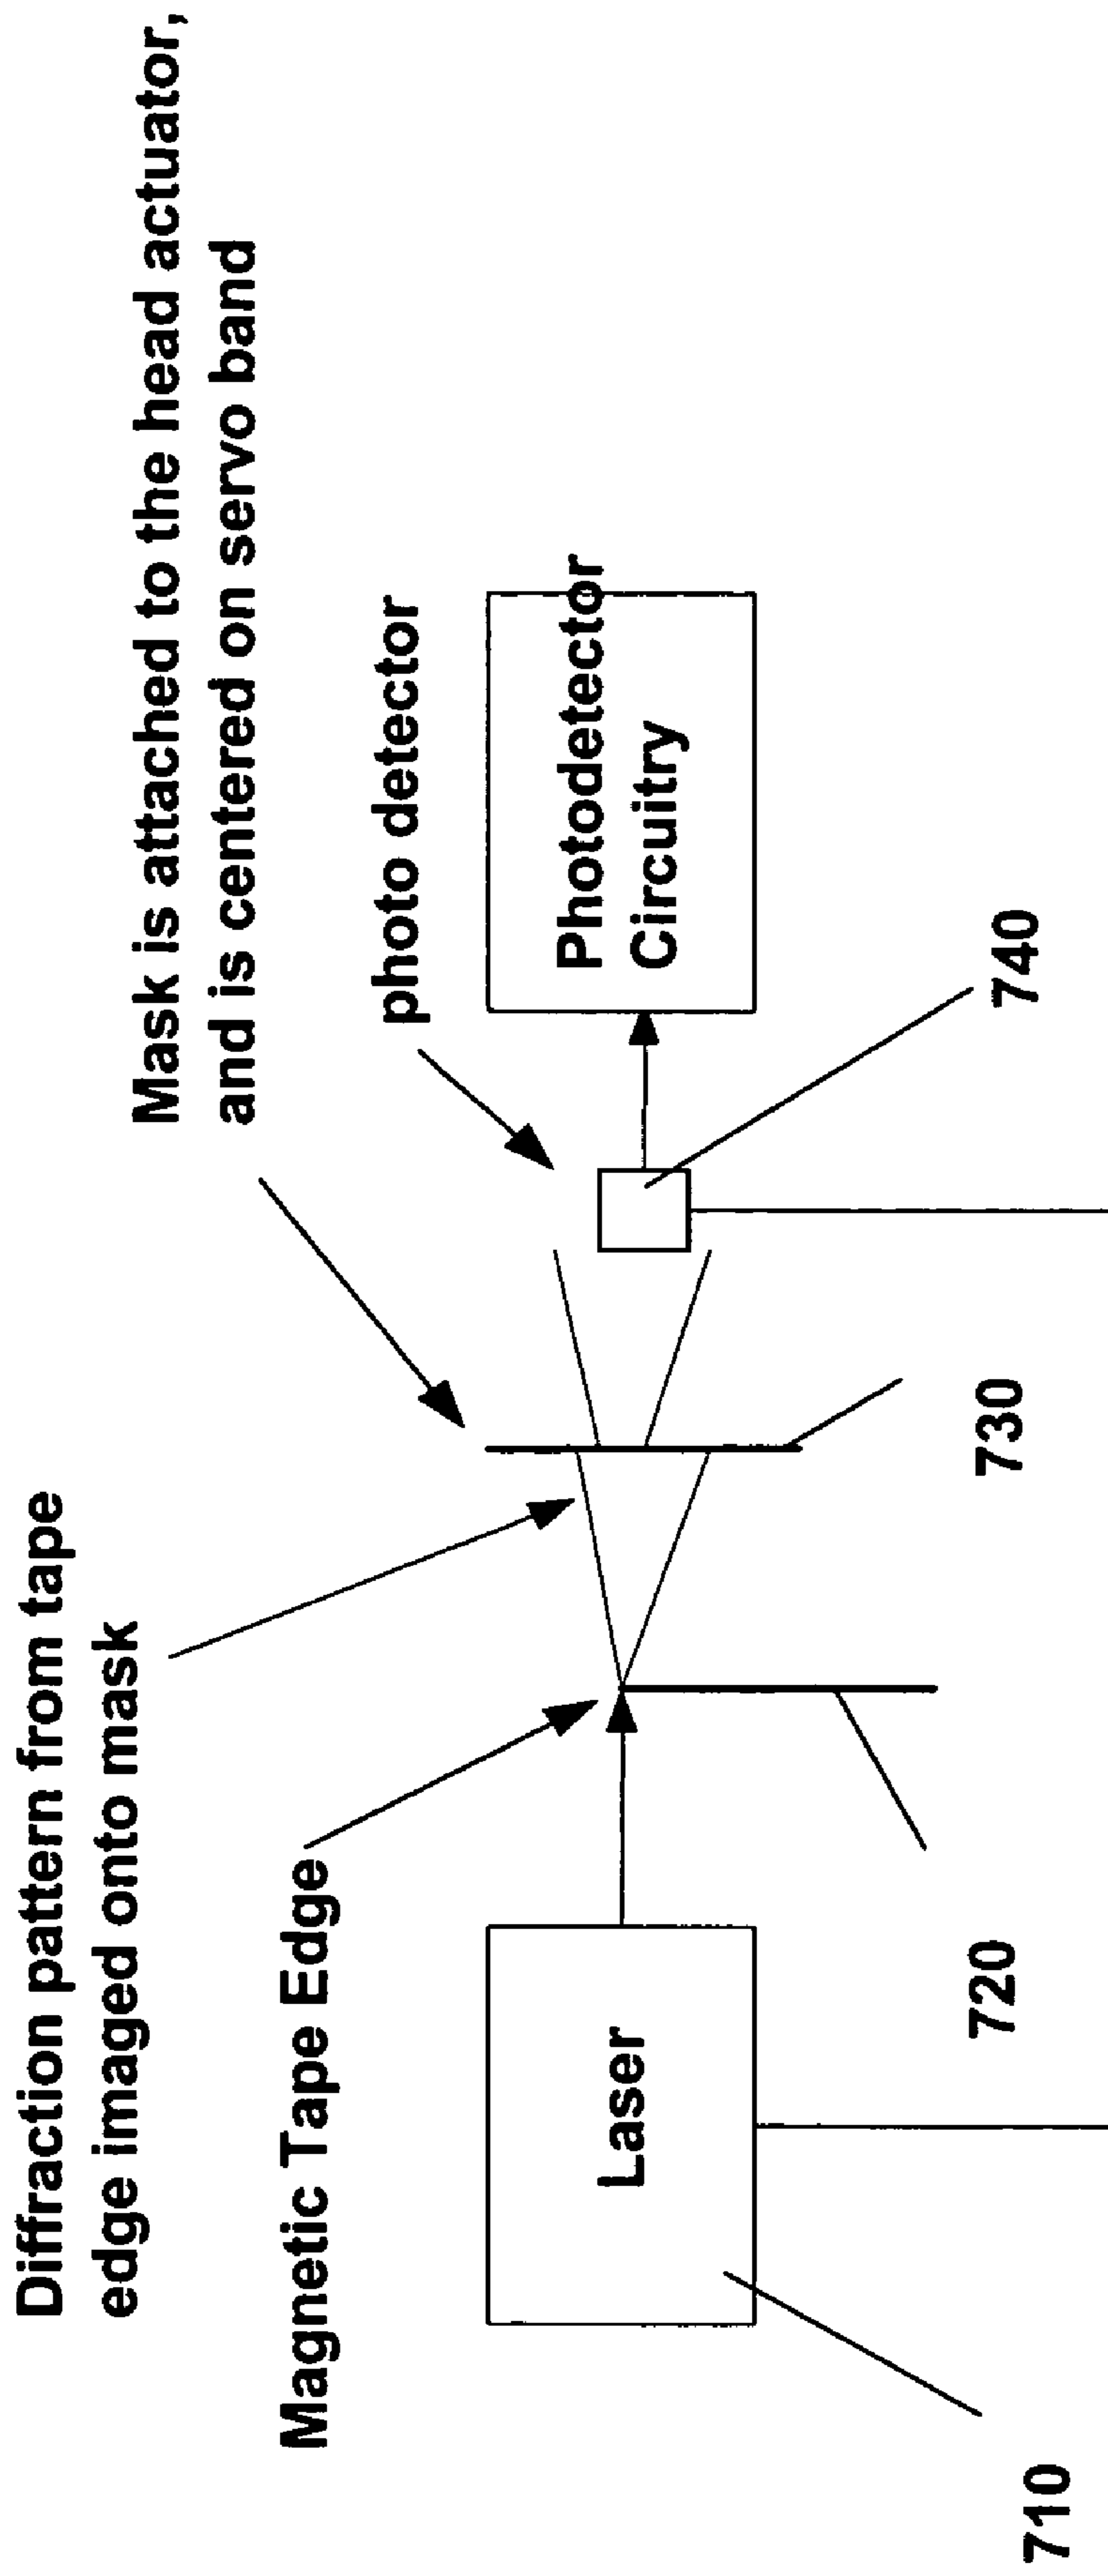 Diffraction pattern from tape
edge imaged onto mask
Mask is attached to the head actuator,
and is centered on servo band
Magnetic Tape Edge
photo detector
Laser
Photodetector
Circuitry
710
720
730
740